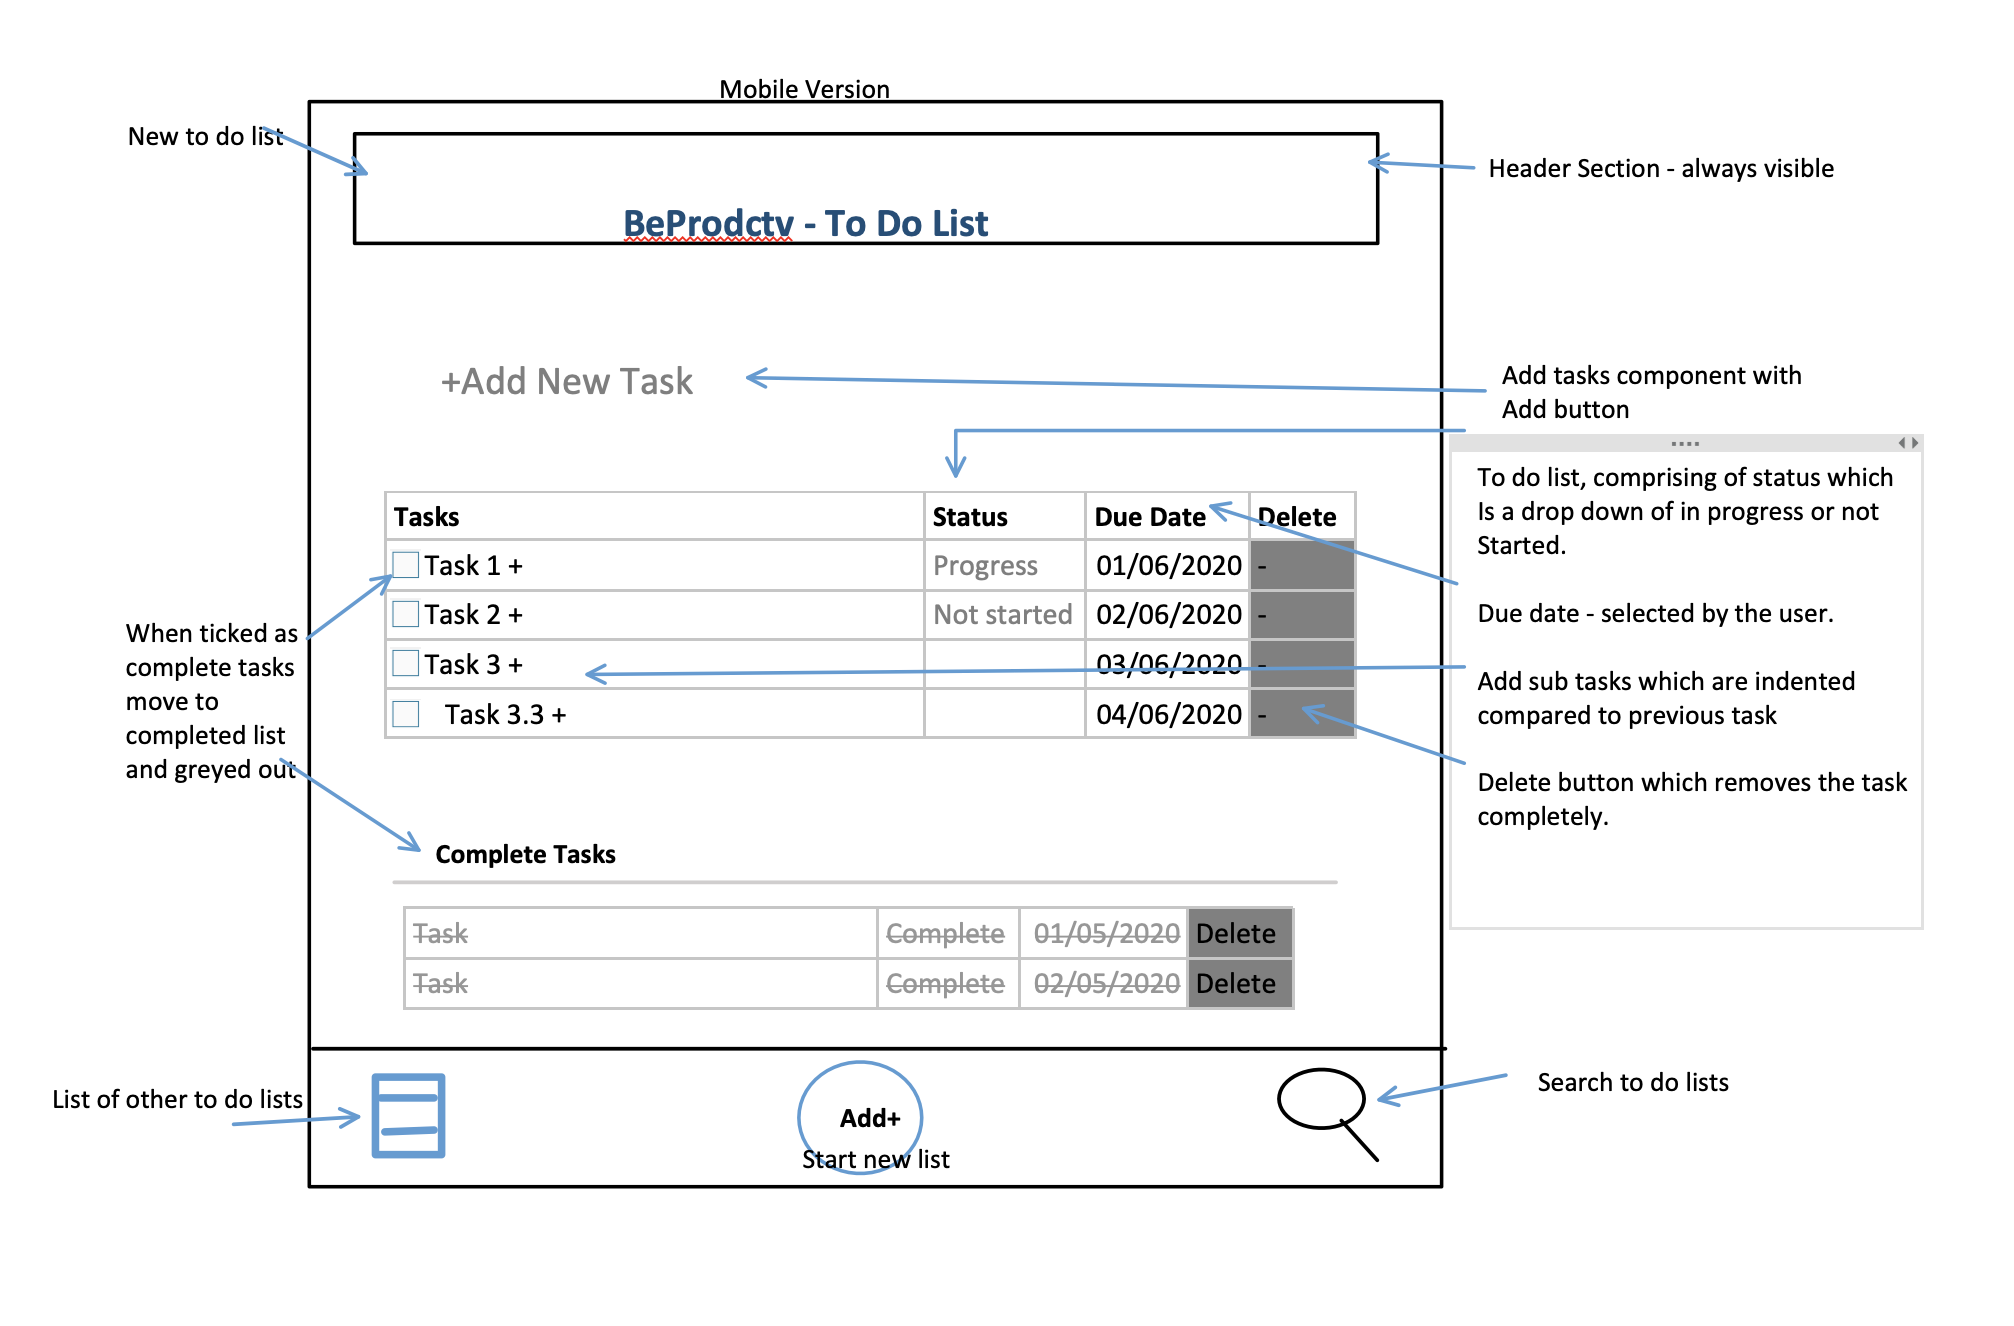 Mobile Version
New to do list
Header Section - always visible
BeProdctv - To Do List
+Add New Task
Add tasks component with
Add button
To do list, comprising of status which
Is a drop down of in progress or not
Started.
Due date - selected by the user.
Add sub tasks which are indented
compared to previous task
Delete button which removes the task
completely.
Tasks Status Due Date Delete
Task 1 + Progress 01/06/2020 -
Task 2 + Not started 02/06/2020 -
Task 3 + 03/06/2020 -
Task 3.3 + 04/06/2020 -
When ticked as
complete tasks
move to
completed list
and greyed out
Complete Tasks
Task Complete 01/05/2020 Delete
Task Complete 02/05/2020 Delete
List of other to do lists
Add+
Start new list
Search to do lists